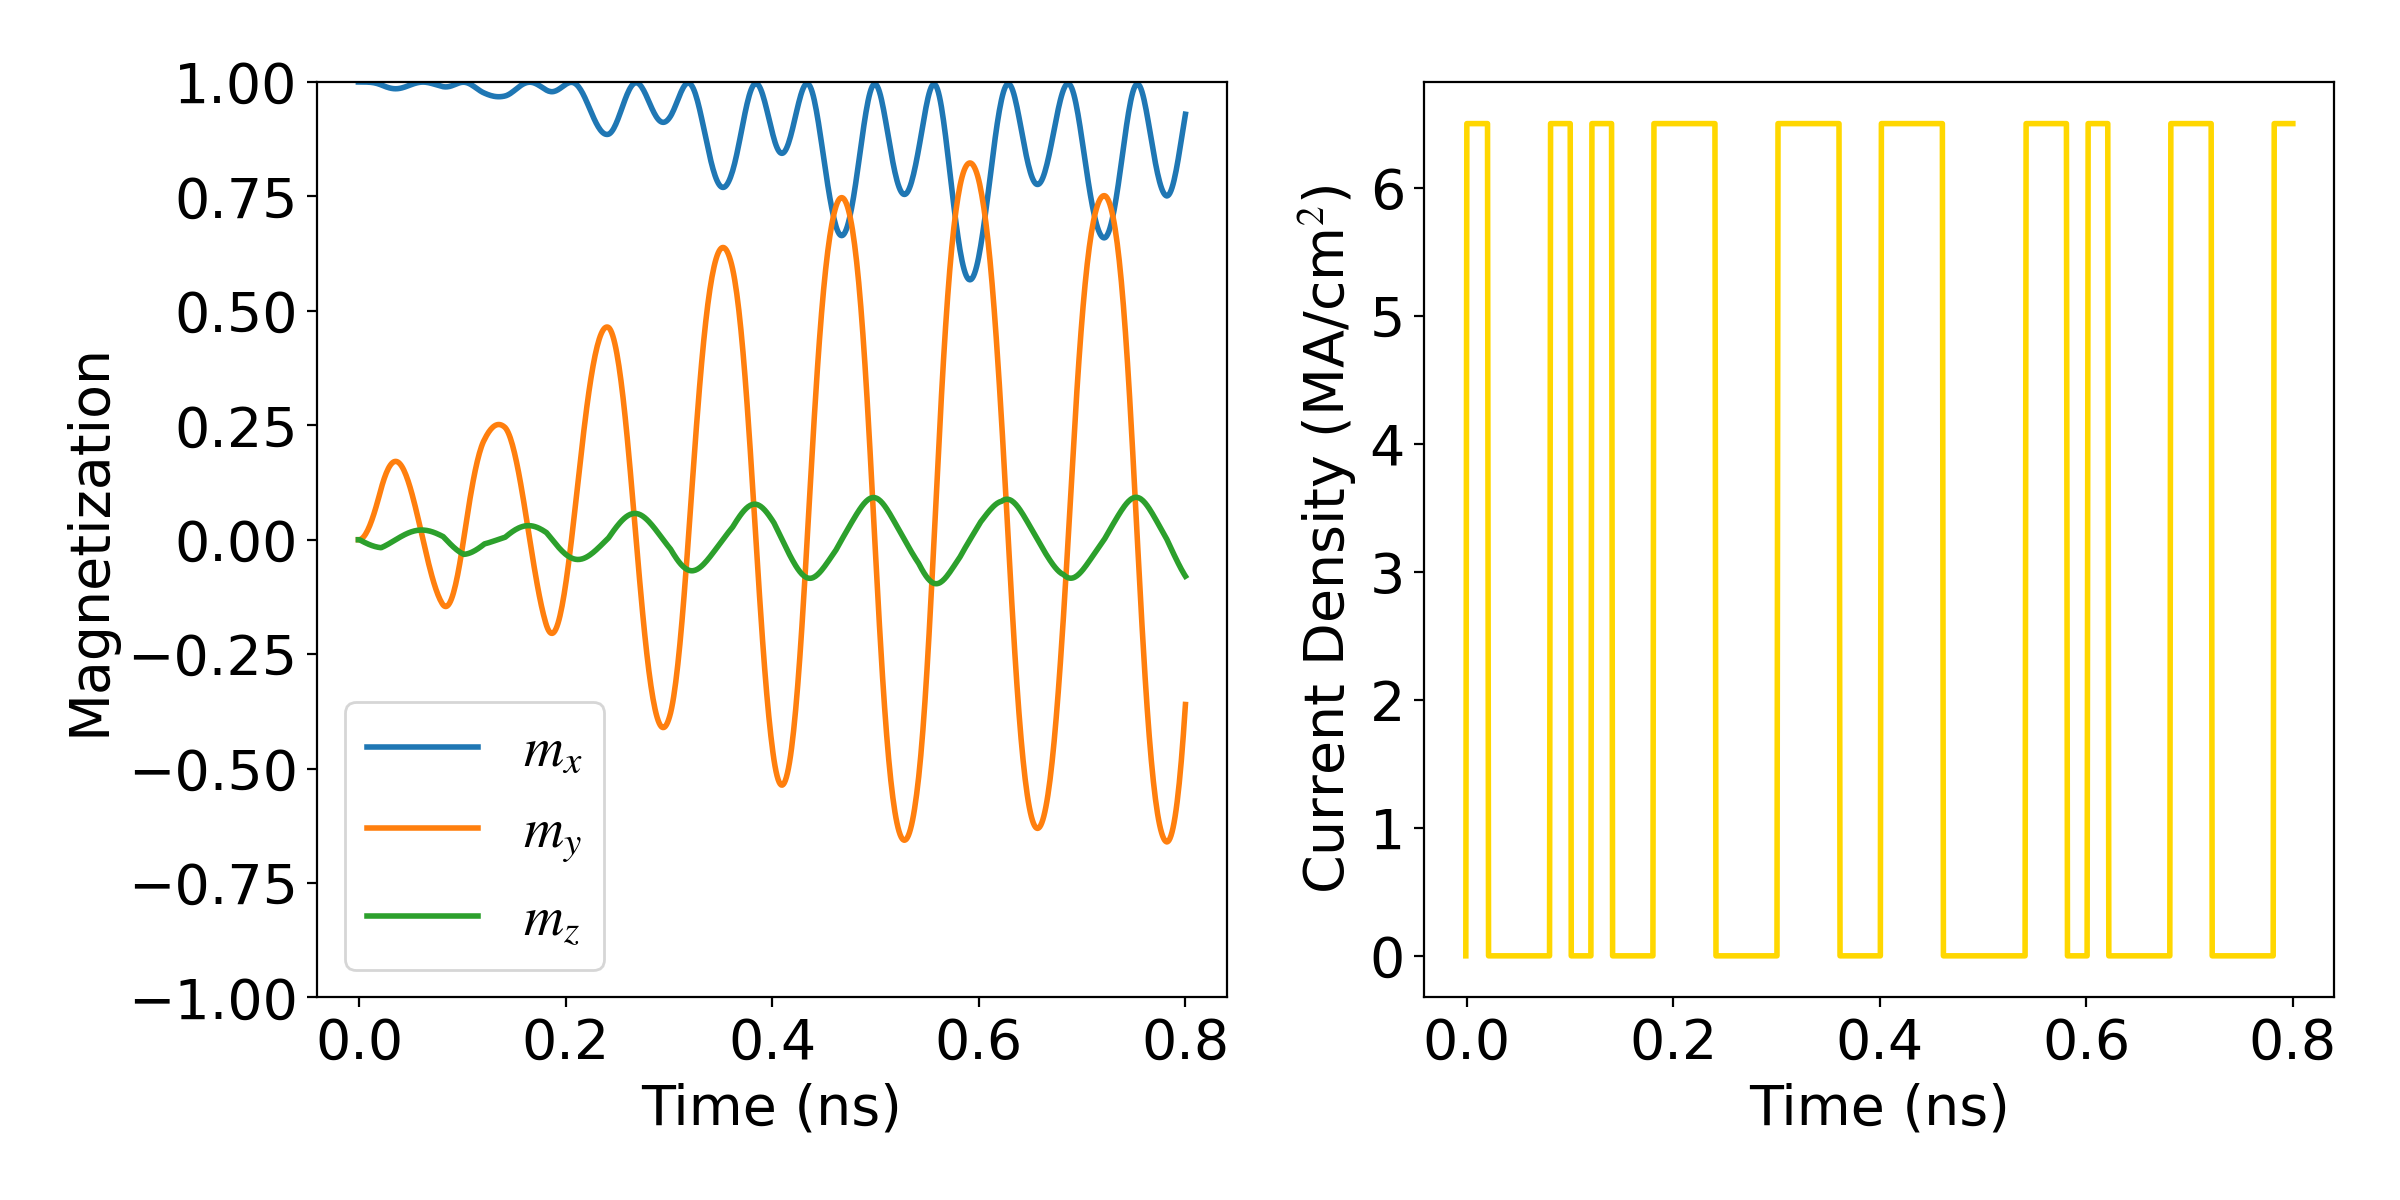 Magnetization
1.00
0.75
0.50
0.25
0.00
−0.25
−0.50
−0.75
−1.00
0.0 0.2 0.4 0.6 0.8
Time (ns)
m_x
m_y
m_z
Current Density (MA/cm²)
6
5
4
3
2
1
0
0.0 0.2 0.4 0.6 0.8
Time (ns)